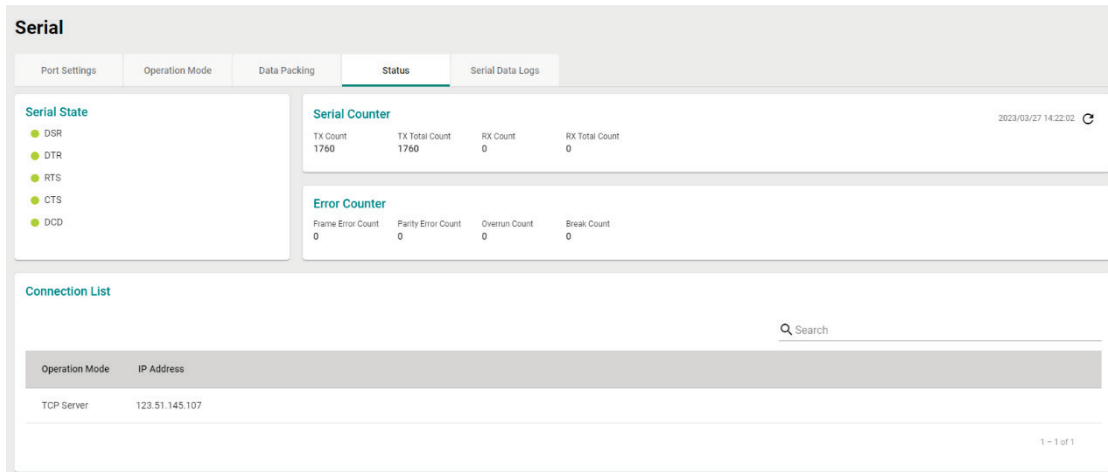 Serial
Port Settings Operation Mode Data Packing Status Serial Data Logs
Serial State
DSR
DTR
RTS
CTS
DCD
Serial Counter
2023/03/27 14:22:02
TX Count TX Total Count RX Count RX Total Count
1760 1760 0 0
Error Counter
Frame Error Count Parity Error Count Overrun Count Break Count
0 0 0 0
Connection List
Search
Operation Mode IP Address
TCP Server 123.51.145.107
1 – 1 of 1